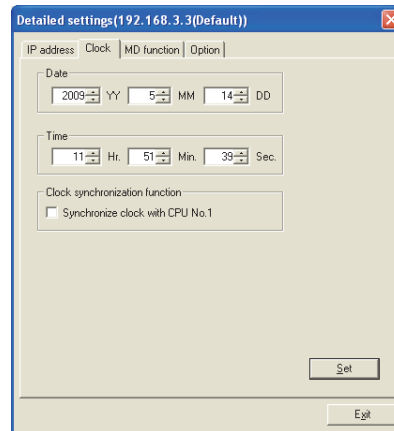 Detailed settings(192.168.3.3(Default))
IP address Clock MD function Option
Date
2009 YY 5 MM 14 DD
Time
11 Hr. 51 Min. 39 Sec.
Clock synchronization function
Synchronize clock with CPU No.1
Set
Exit